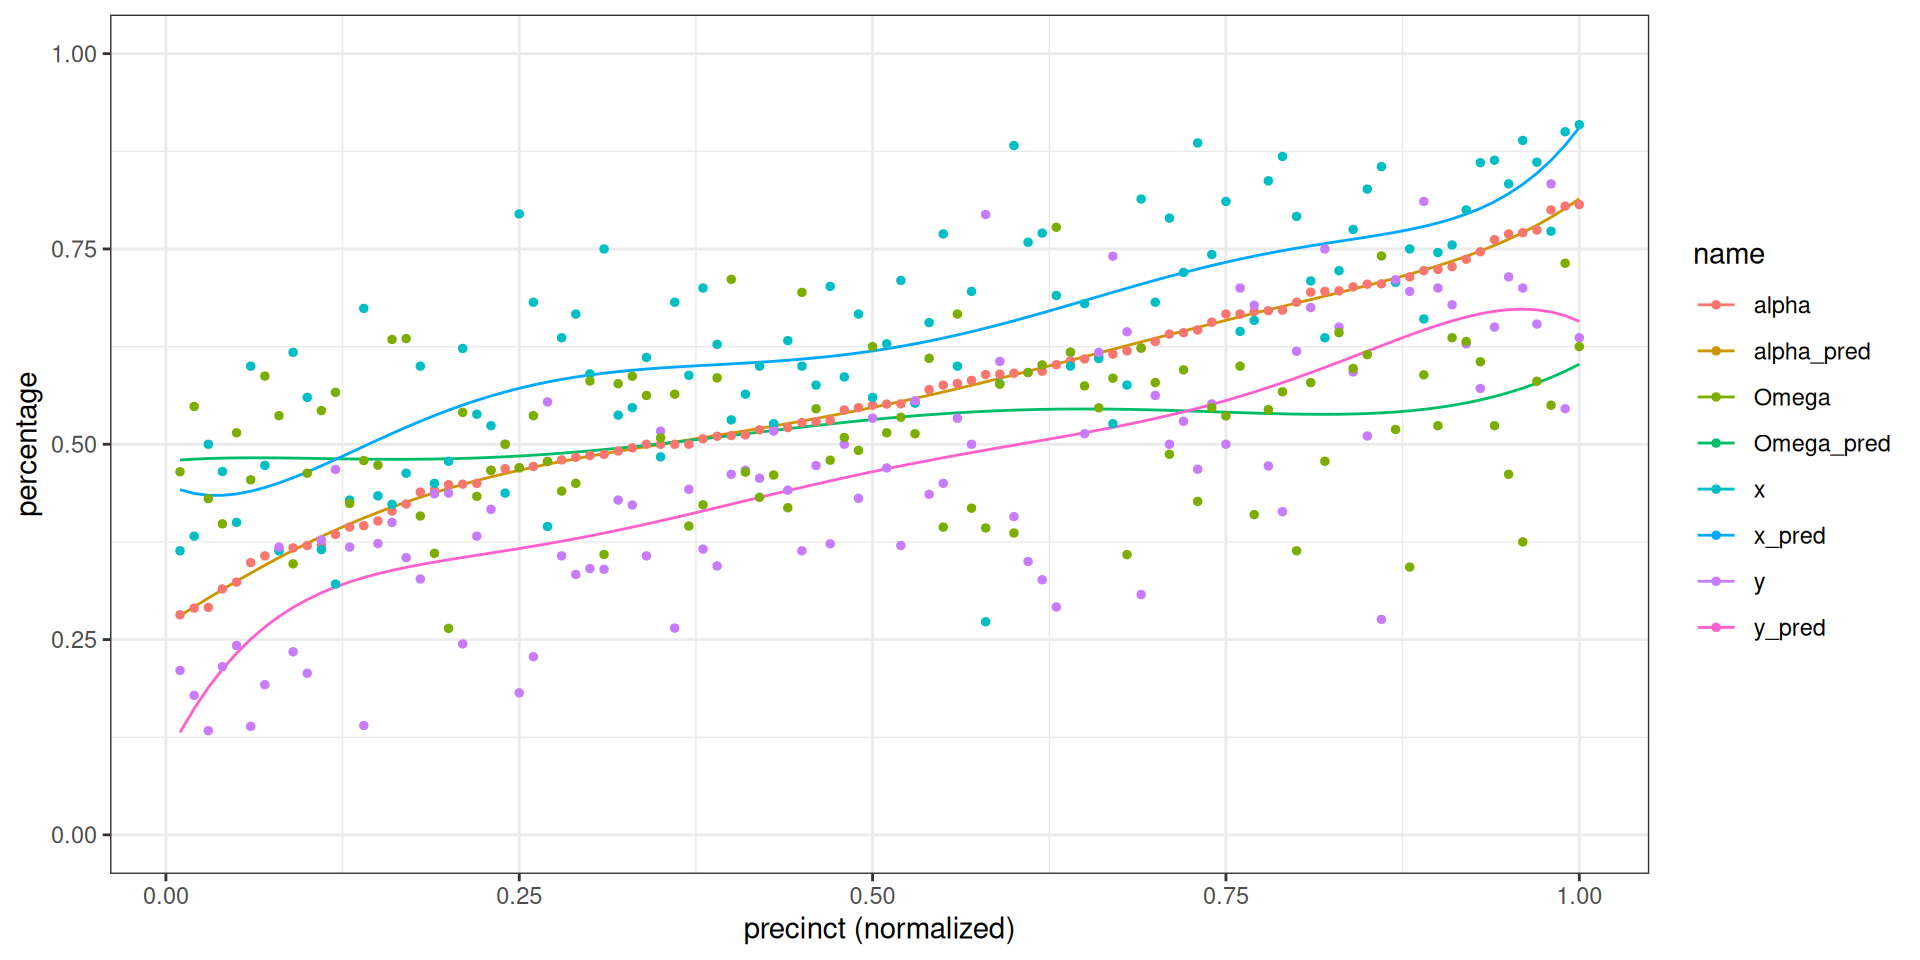 1.00
0.75
0.50
0.25
0.00
percentage
0.00 0.25 0.50 0.75 1.00
precinct (normalized)
name
alpha
alpha_pred
Omega
Omega_pred
x
x_pred
y
y_pred